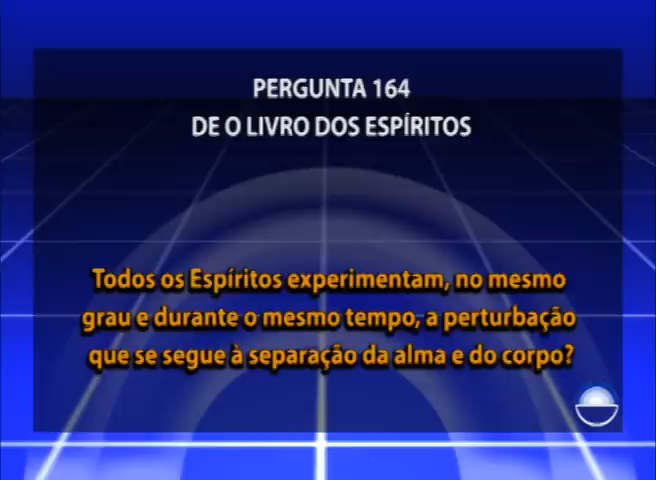 PERGUNTA 164
DE O LIVRO DOS ESPÍRITOS
Todos os Espíritos experimentam, no mesmo
grau e durante o mesmo tempo, a perturbação
que se segue à separação da alma e do corpo?